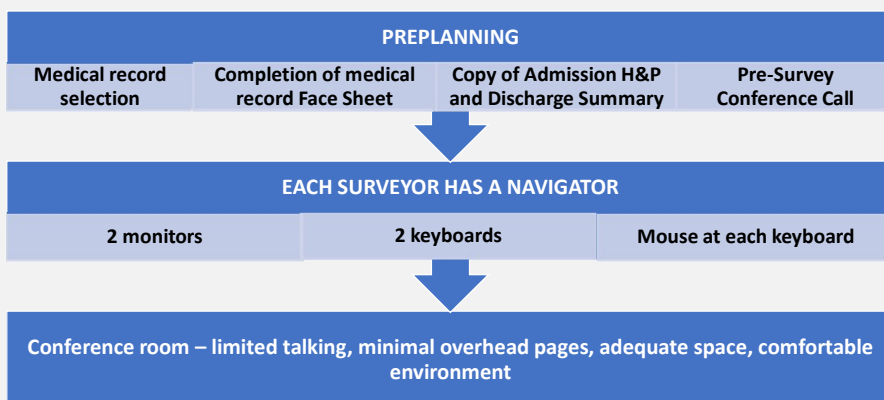 PREPLANNING
Medical record
selection
Completion of medical
record Face Sheet
Copy of Admission H&P
and Discharge Summary
Pre-Survey
Conference Call
EACH SURVEYOR HAS A NAVIGATOR
2 monitors
2 keyboards
Mouse at each keyboard
Conference room – limited talking, minimal overhead pages, adequate space, comfortable
environment